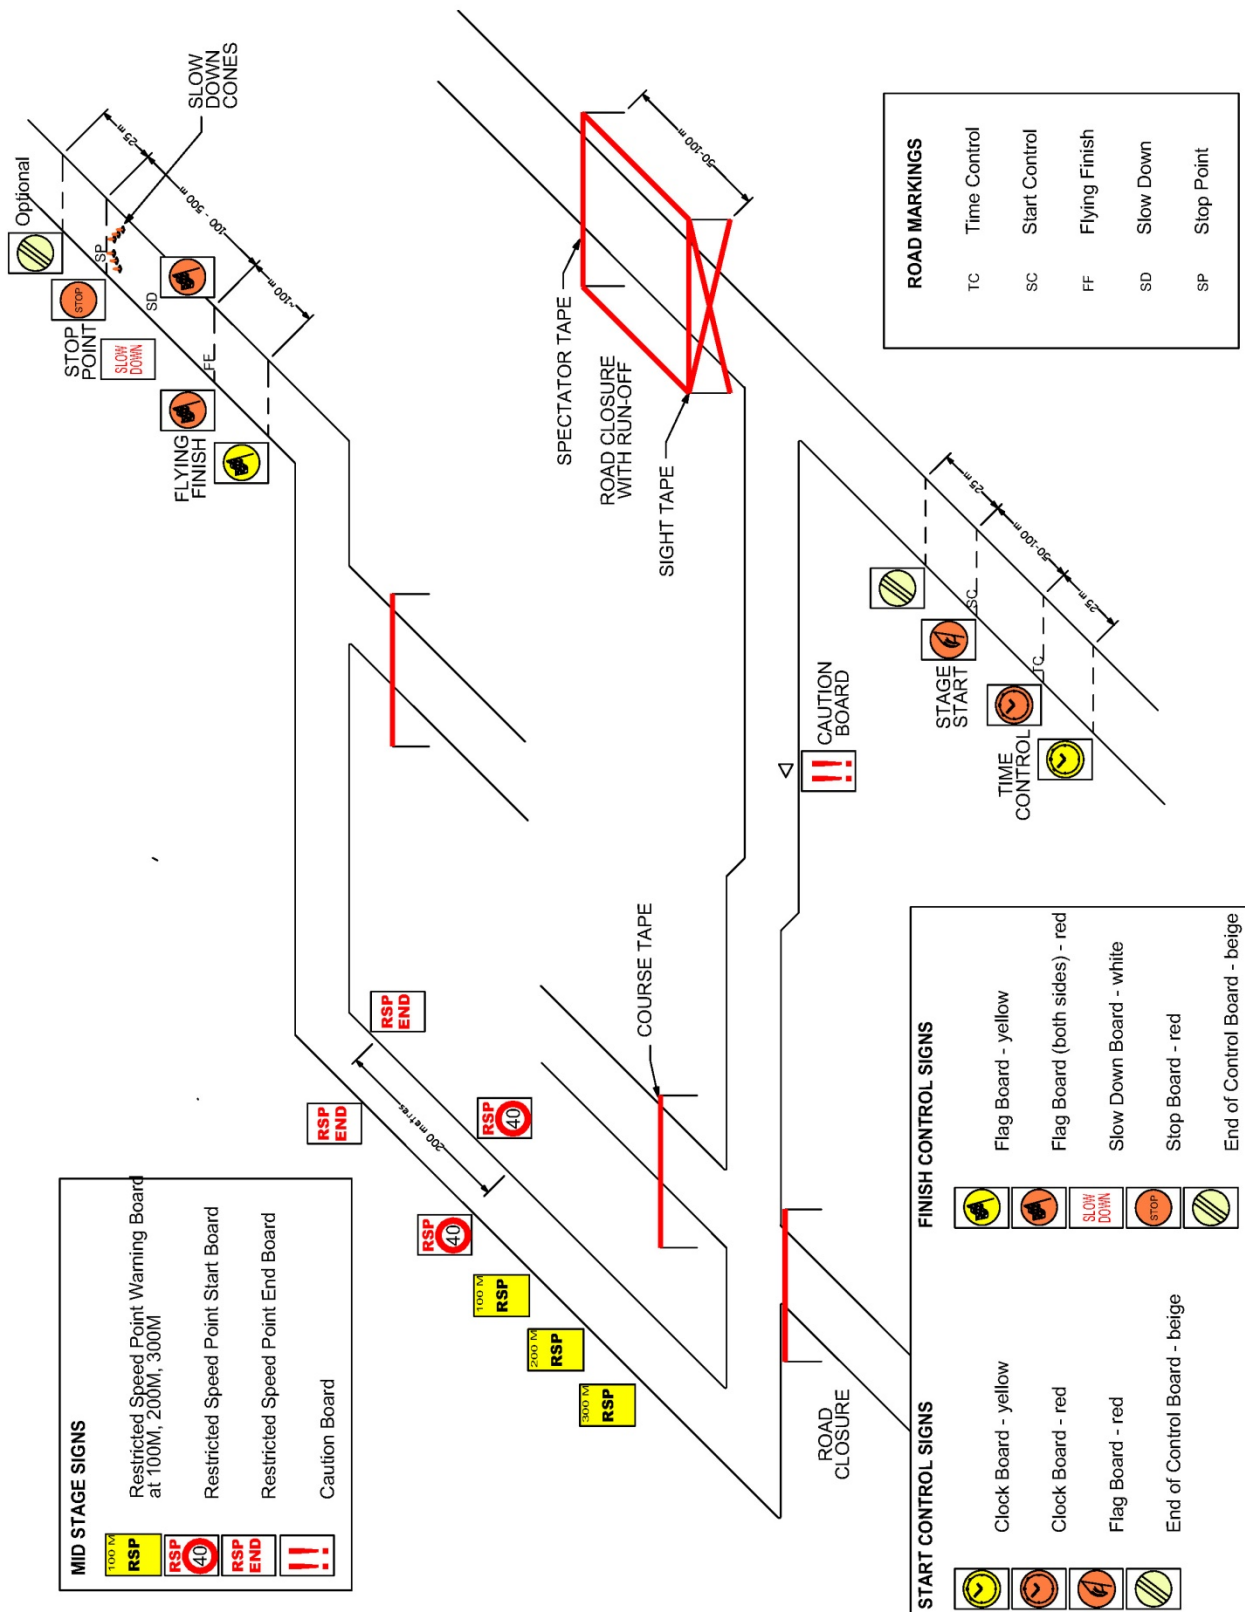 MID STAGE SIGNS
100 M
RSP
Restricted Speed Point Warning Board
at 100M, 200M, 300M
RSP
40
Restricted Speed Point Start Board
RSP
END
Restricted Speed Point End Board
!!
Caution Board
300 M
RSP
200 M
RSP
100 M
RSP
RSP
40
RSP
40
200 metres
RSP
END
RSP
END
FLYING
FINISH
FF
SLOW
DOWN
SD
STOP
POINT
STOP
SP
Optional
SLOW
DOWN
CONES
25 m
100 - 500 m
~100 m
ROAD
CLOSURE
COURSE TAPE
!!
CAUTION
BOARD
SPECTATOR TAPE
ROAD CLOSURE
WITH RUN-OFF
SIGHT TAPE
50-100 m
TIME
CONTROL
TC
STAGE
START
SC
25 m
50-100 m
25 m
START CONTROL SIGNS
Clock Board - yellow
Clock Board - red
Flag Board - red
End of Control Board - beige
FINISH CONTROL SIGNS
Flag Board - yellow
Flag Board (both sides) - red
SLOW
DOWN
Slow Down Board - white
STOP
Stop Board - red
End of Control Board - beige
ROAD MARKINGS
TC Time Control
SC Start Control
FF Flying Finish
SD Slow Down
SP Stop Point